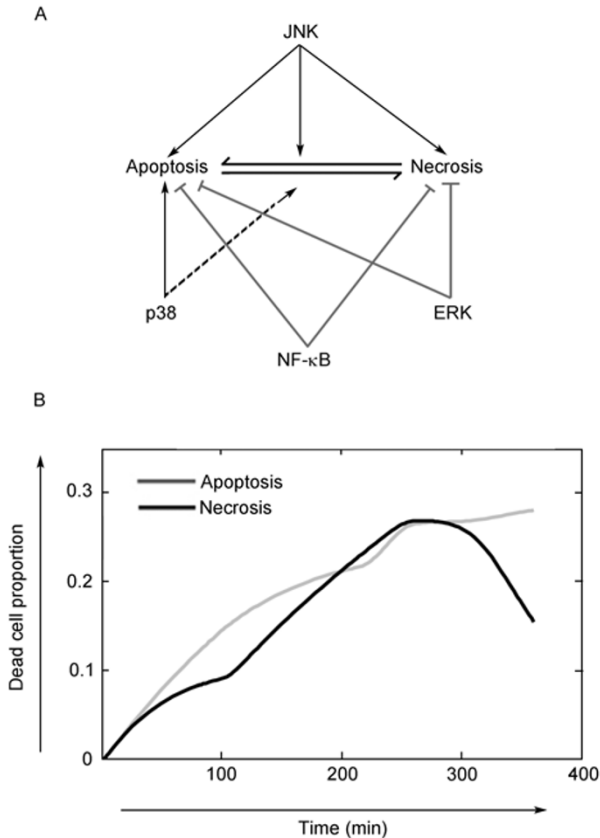 A
JNK
Apoptosis Necrosis
p38 ERK
NF-κB
B
Apoptosis
Necrosis
0.3
0.2
0.1
0
100 200 300 400
Dead cell proportion
Time (min)